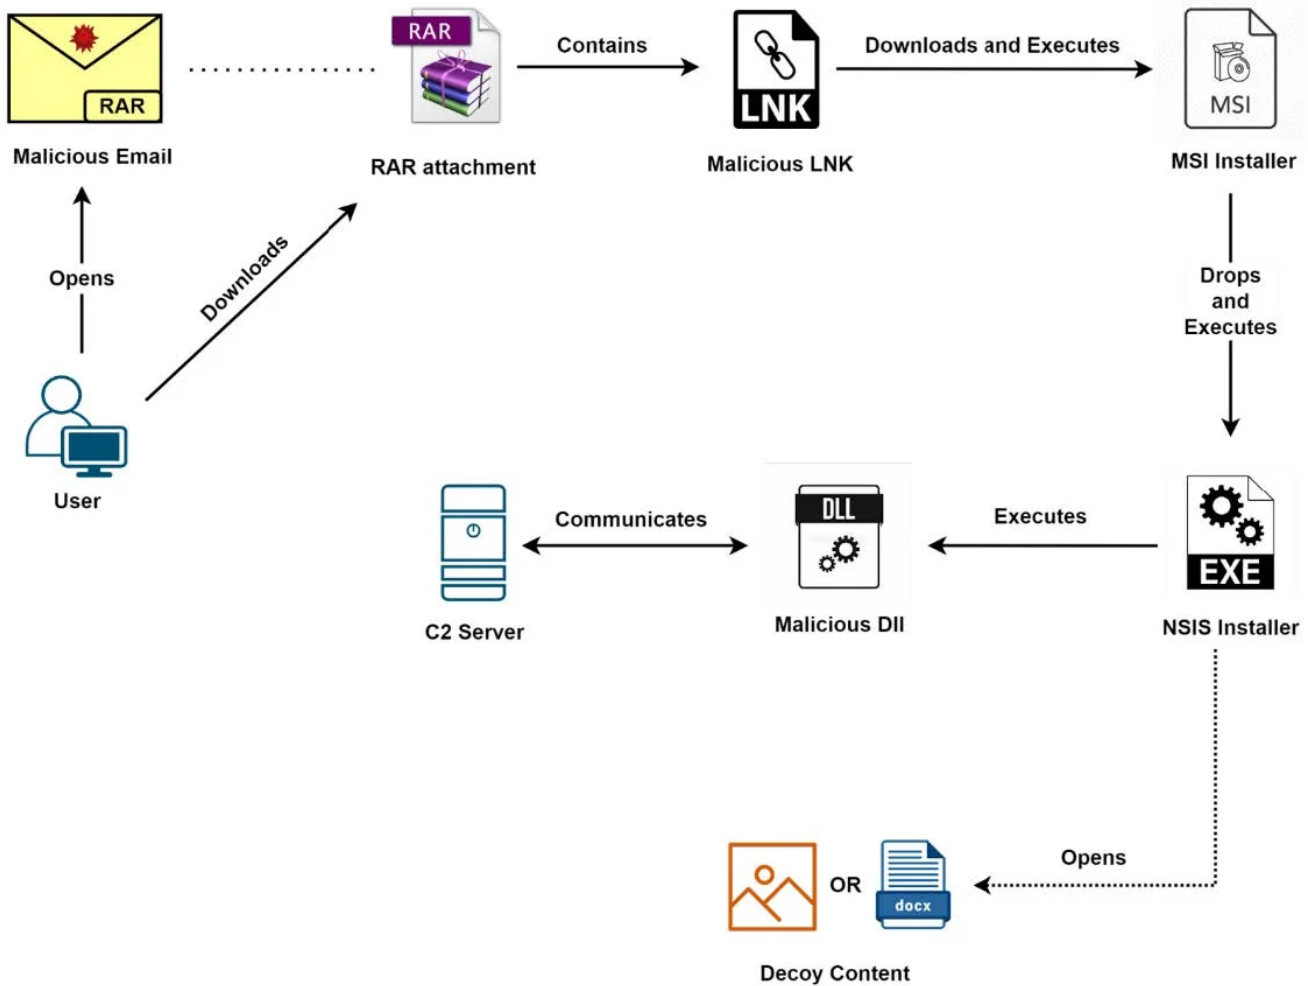 RAR
Malicious Email
RAR
RAR attachment
Contains
LNK
Malicious LNK
Downloads and Executes
MSI
MSI Installer
Opens
Downloads
User
Drops
and
Executes
C2 Server
Communicates
DLL
Malicious Dll
Executes
EXE
NSIS Installer
OR
docx
Opens
Decoy Content